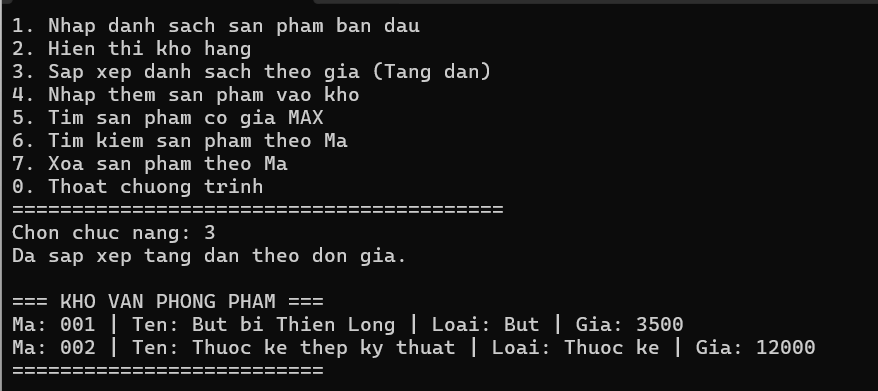 1. Nhap danh sach san pham ban dau
2. Hien thi kho hang
3. Sap xep danh sach theo gia (Tang dan)
4. Nhap them san pham vao kho
5. Tim san pham co gia MAX
6. Tim kiem san pham theo Ma
7. Xoa san pham theo Ma
0. Thoat chuong trinh
=========================================
Chon chuc nang: 3
Da sap xep tang dan theo don gia.

=== KHO VAN PHONG PHAM ===
Ma: 001 | Ten: But bi Thien Long | Loai: But | Gia: 3500
Ma: 002 | Ten: Thuoc ke thep ky thuat | Loai: Thuoc ke | Gia: 12000
==========================